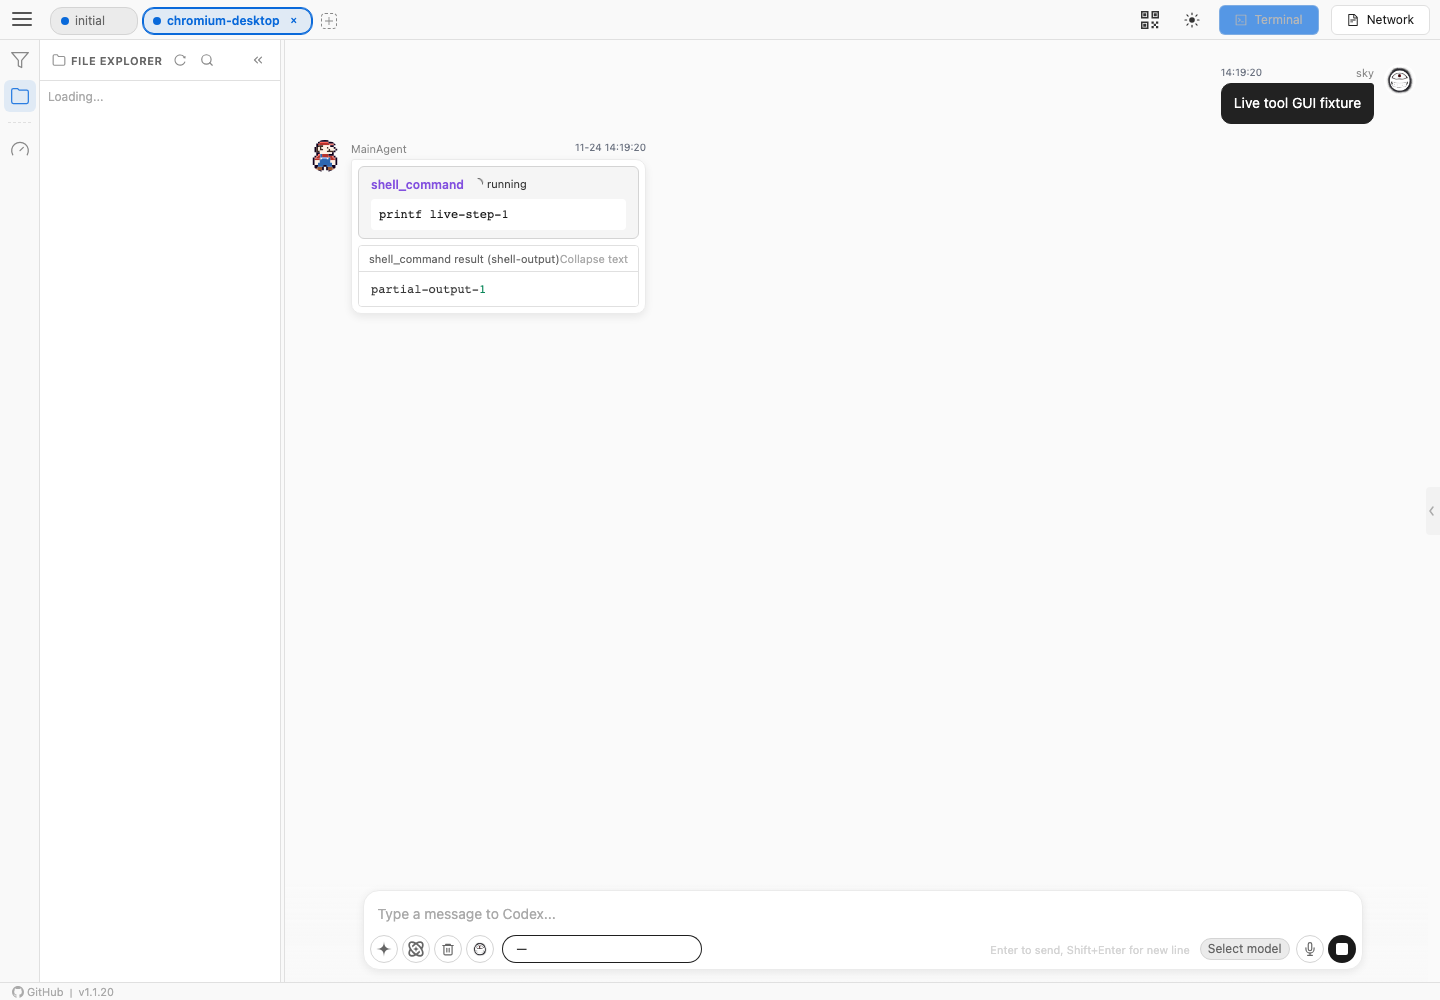 initial
chromium-desktop ×
Terminal
Network
FILE EXPLORER
Loading...
14:19:20 sky
Live tool GUI fixture
MainAgent 11-24 14:19:20
shell_command running
printf live-step-1
shell_command result (shell-output)Collapse text
partial-output-1
Type a message to Codex...
—
Enter to send, Shift+Enter for new line
Select model
GitHub | v1.1.20